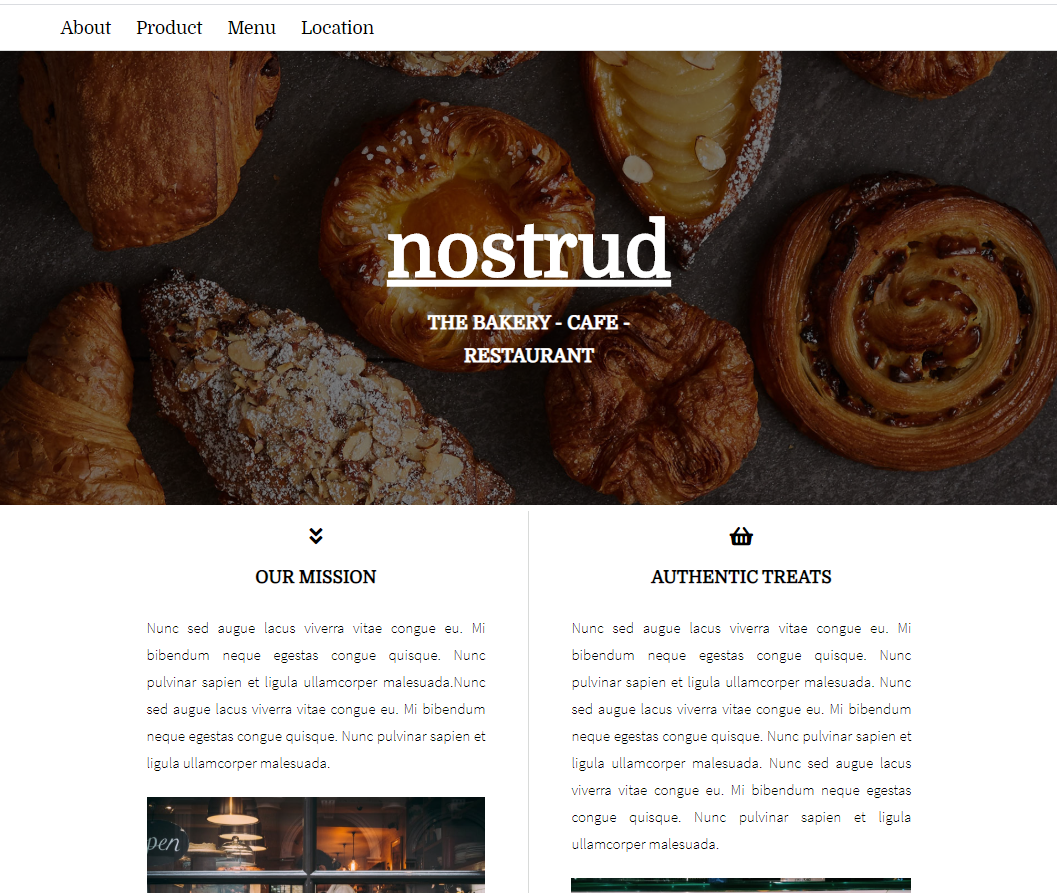 About Product Menu Location
nostrud
THE BAKERY - CAFE -
RESTAURANT
OUR MISSION
Nunc sed augue lacus viverra vitae congue eu. Mi
bibendum neque egestas congue quisque. Nunc
pulvinar sapien et ligula ullamcorper malesuada.Nunc
sed augue lacus viverra vitae congue eu. Mi bibendum
neque egestas congue quisque. Nunc pulvinar sapien et
ligula ullamcorper malesuada.
pen
AUTHENTIC TREATS
Nunc sed augue lacus viverra vitae congue eu. Mi
bibendum neque egestas congue quisque. Nunc
pulvinar sapien et ligula ullamcorper malesuada. Nunc
sed augue lacus viverra vitae congue eu. Mi bibendum
neque egestas congue quisque. Nunc pulvinar sapien et
ligula ullamcorper malesuada. Nunc sed augue lacus
viverra vitae congue eu. Mi bibendum neque egestas
congue quisque. Nunc pulvinar sapien et ligula
ullamcorper malesuada.